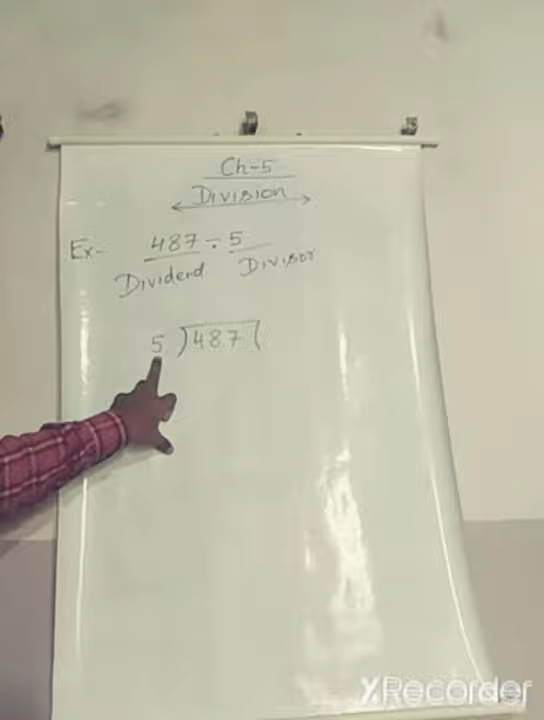 Ch-5
Division
Ex- 487 ÷ 5
Dividend Divisor
5 ) 487 (
XRecorder